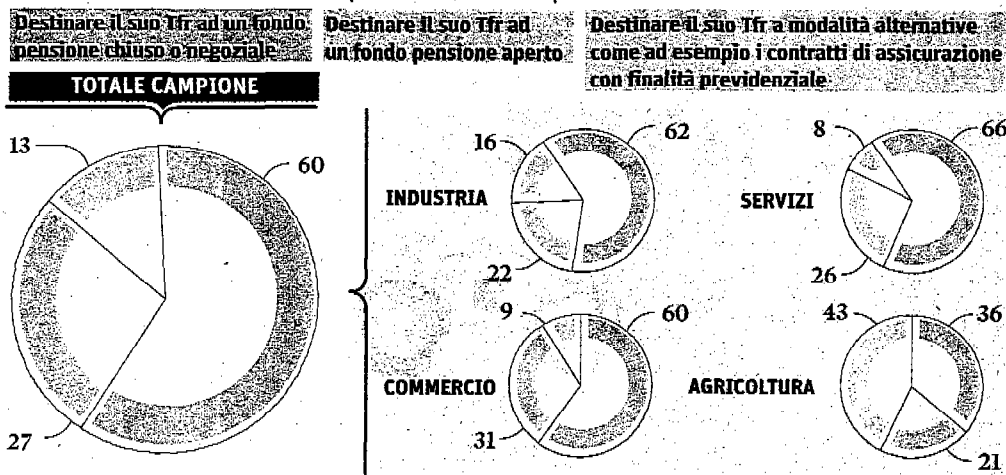 Destinare il suo Tfr ad un fondo
pensione chiuso o negoziale
Destinare il suo Tfr ad
un fondo pensione aperto
Destinare il suo Tfr a modalità alternative
come ad esempio i contratti di assicurazione
con finalità previdenziale
TOTALE CAMPIONE
13
60
27
INDUSTRIA
16
62
22
SERVIZI
8
66
26
COMMERCIO
9
60
31
AGRICOLTURA
43
36
21